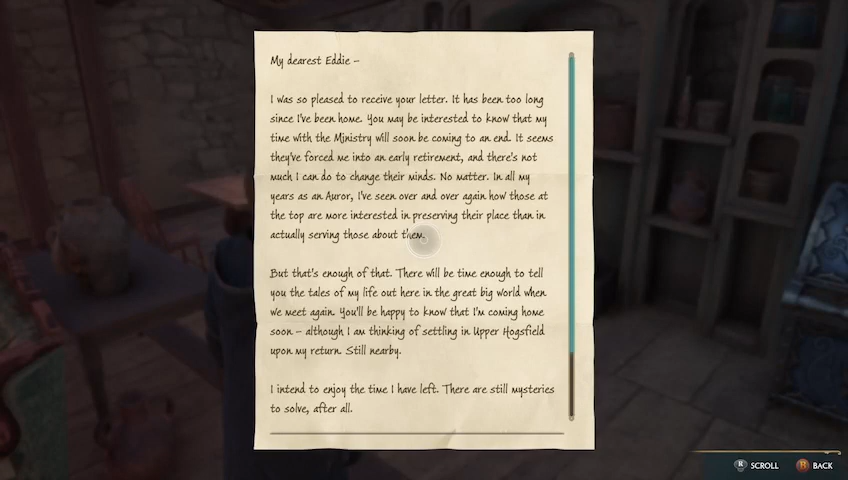 My dearest Eddie –
I was so pleased to receive your letter. It has been too long
since I've been home. You may be interested to know that my
time with the Ministry will soon be coming to an end. It seems
they've forced me into an early retirement, and there's not
much I can do to change their minds. No matter. In all my
years as an Auror, I've seen over and over again how those at
the top are more interested in preserving their place than in
actually serving those about them.
But that's enough of that. There will be time enough to tell
you the tales of my life out here in the great big world when
we meet again. You'll be happy to know that I'm coming home
soon – although I am thinking of settling in Upper Hogsfield
upon my return. Still nearby.
I intend to enjoy the time I have left. There are still mysteries
to solve, after all.
R SCROLL B BACK